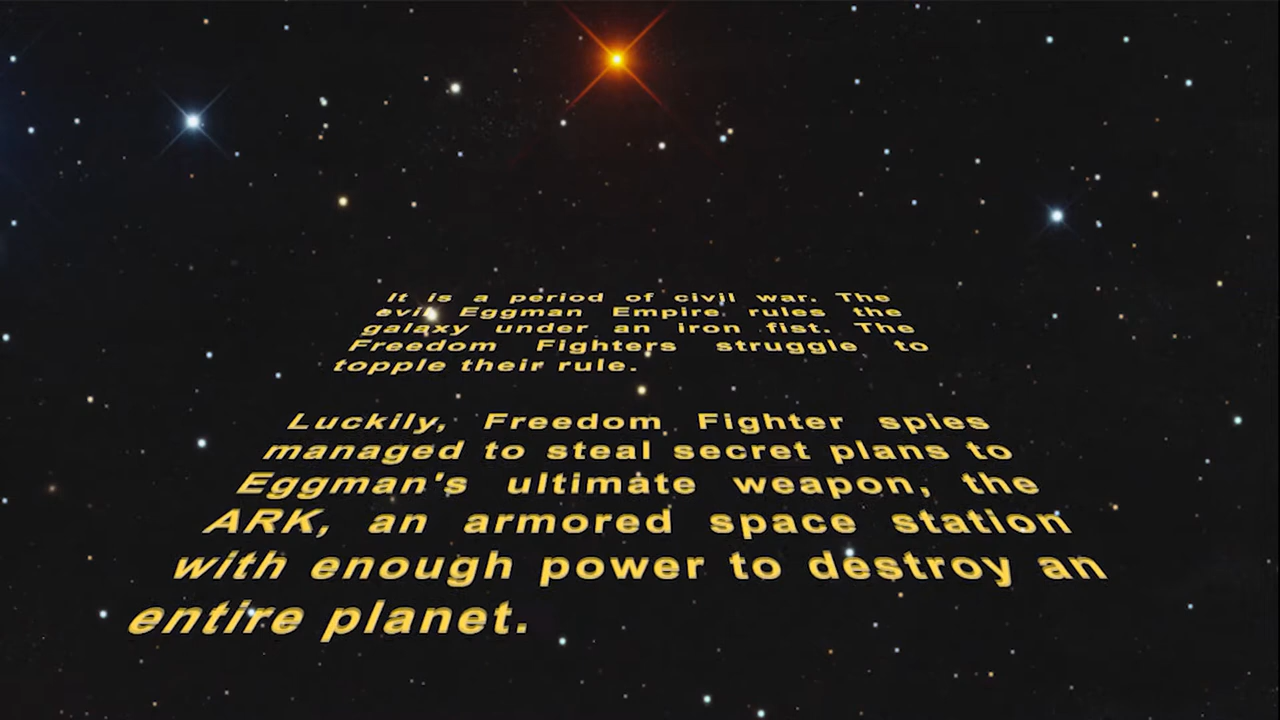 It is a period of civil war. The
evil Eggman Empire rules the
galaxy under an iron fist. The
Freedom Fighters struggle to
topple their rule.
Luckily, Freedom Fighter spies
managed to steal secret plans to
Eggman's ultimate weapon, the
ARK, an armored space station
with enough power to destroy an
entire planet.